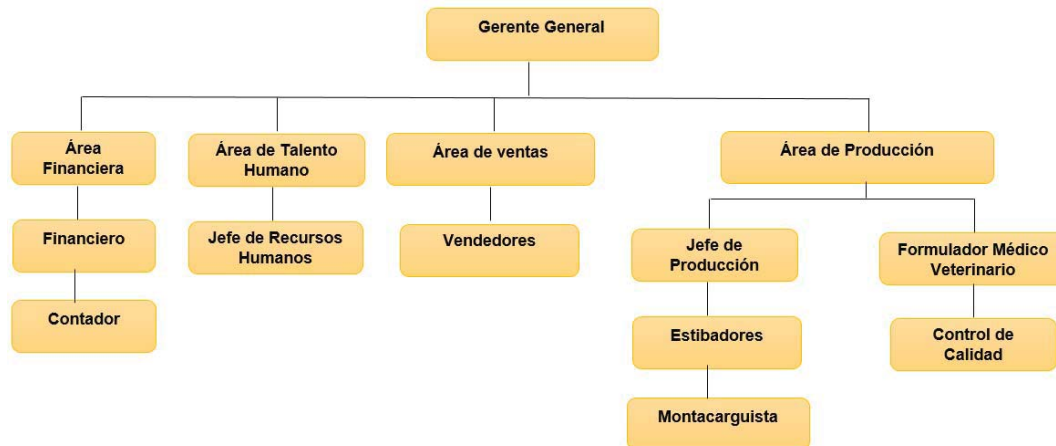 Gerente General
Área
Financiera
Área de Talento
Humano
Área de ventas
Área de Producción
Financiero
Jefe de Recursos
Humanos
Vendedores
Jefe de
Producción
Formulador Médico
Veterinario
Contador
Estibadores
Control de
Calidad
Montacarguista